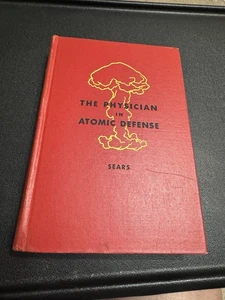 THE PHYSICIAN
IN
ATOMIC DEFENSE
SEARS